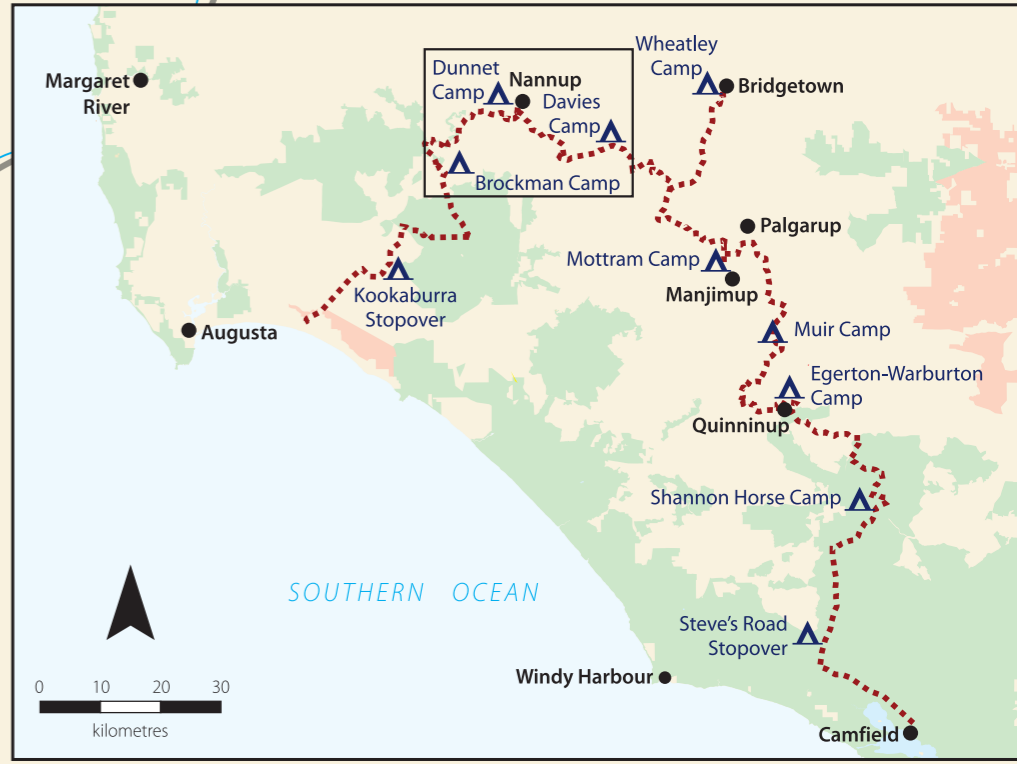 Wheatley
Camp
Bridgetown
Dunnet
Camp
Nannup
Davies
Camp
Margaret
River
Brockman Camp
Palgarup
Mottram Camp
Manjimup
Kookaburra
Stopover
Augusta
Muir Camp
Egerton-Warburton
Camp
Quinninup
Shannon Horse Camp
SOUTHERN OCEAN
Steve's Road
Stopover
Windy Harbour
Camfield
0 10 20 30
kilometres